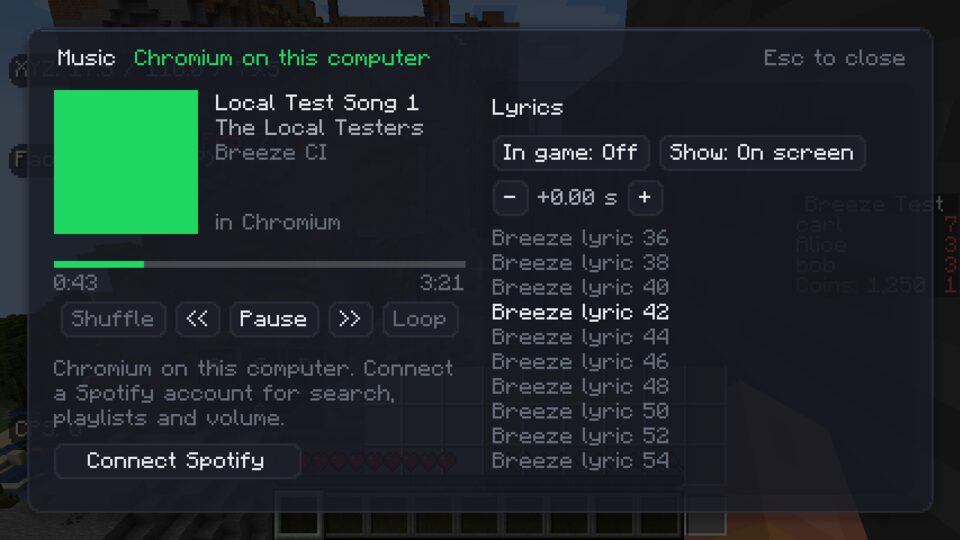 Music Chromium on this computer
Esc to close
Local Test Song 1
The Local Testers
Breeze CI
in Chromium
0:43
3:21
Shuffle << Pause >> Loop
Chromium on this computer. Connect
a Spotify account for search,
playlists and volume.
Connect Spotify
Lyrics
In game: Off
Show: On screen
- +0.00 s +
Breeze lyric 36
Breeze lyric 38
Breeze lyric 40
Breeze lyric 42
Breeze lyric 44
Breeze lyric 46
Breeze lyric 48
Breeze lyric 50
Breeze lyric 52
Breeze lyric 54
Breeze Test
carl 7
Alice 3
bob 3
Coins: 1,250 1